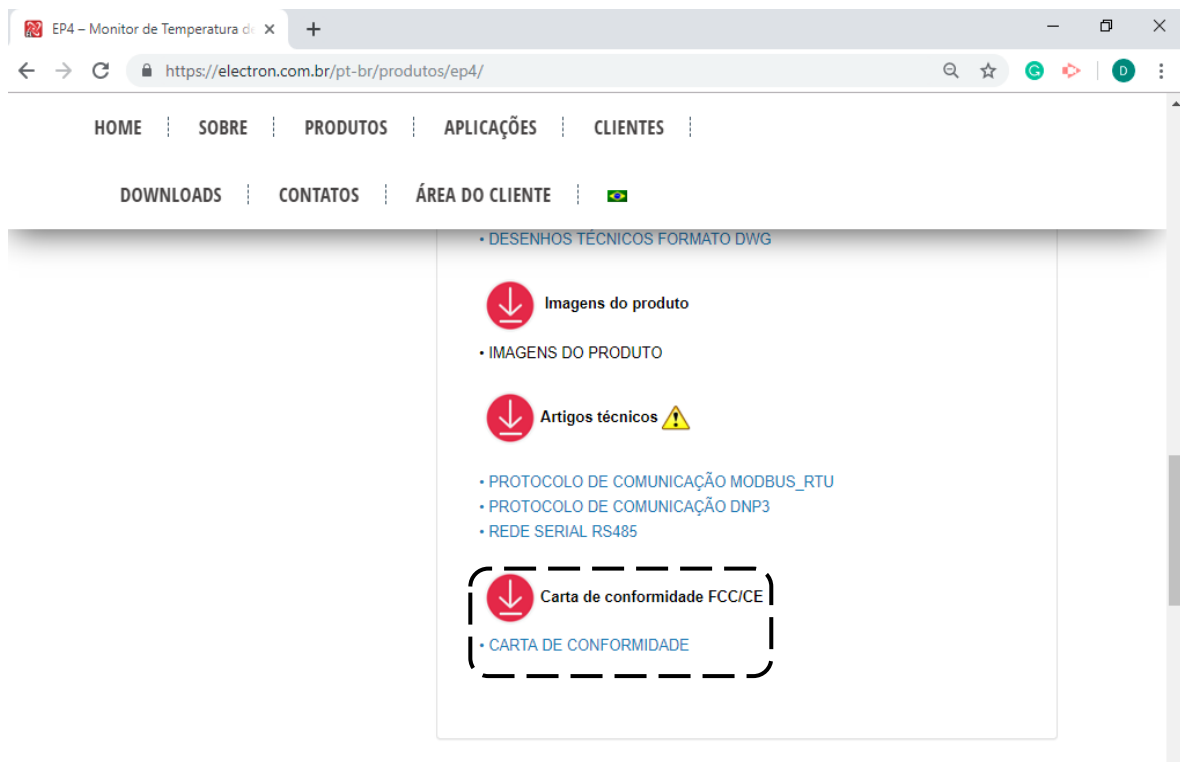 EP4 – Monitor de Temperatura de
https://electron.com.br/pt-br/produtos/ep4/
G
D
HOME SOBRE PRODUTOS APLICAÇÕES CLIENTES
DOWNLOADS CONTATOS ÁREA DO CLIENTE
• DESENHOS TÉCNICOS FORMATO DWG
Imagens do produto
• IMAGENS DO PRODUTO
Artigos técnicos
• PROTOCOLO DE COMUNICAÇÃO MODBUS_RTU
• PROTOCOLO DE COMUNICAÇÃO DNP3
• REDE SERIAL RS485
Carta de conformidade FCC/CE
• CARTA DE CONFORMIDADE